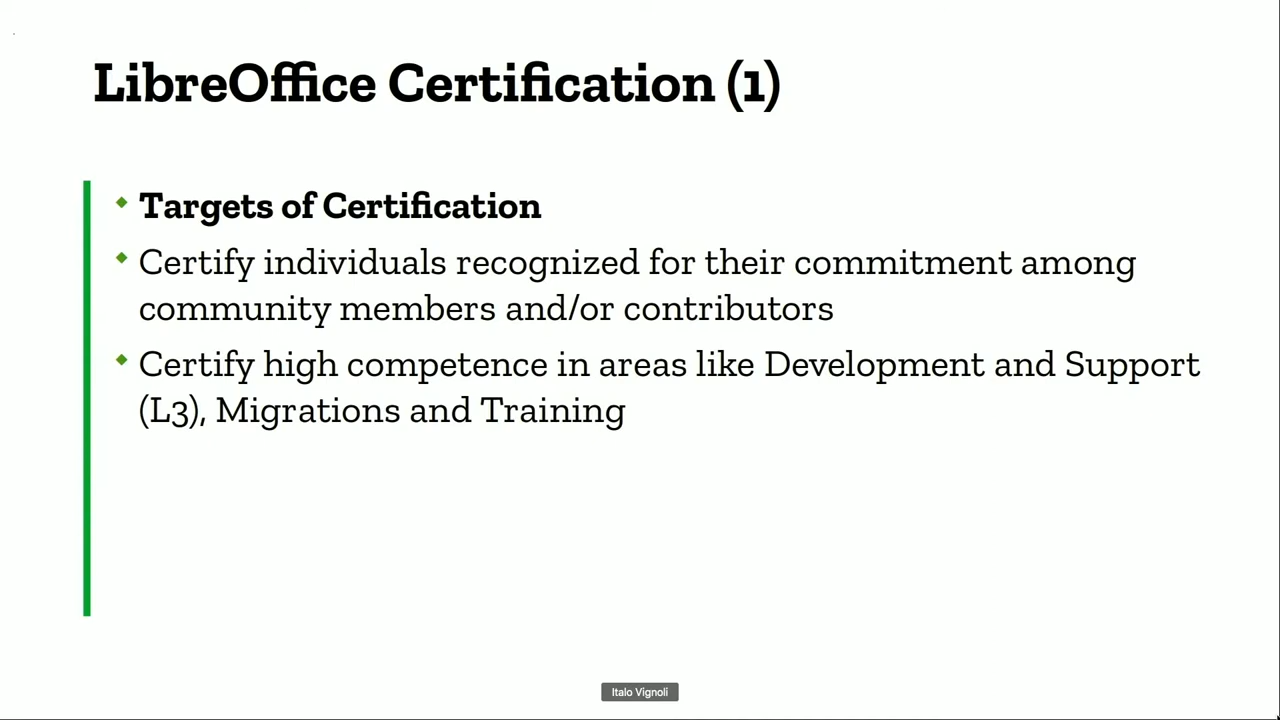 LibreOffice Certification (1)
Targets of Certification
Certify individuals recognized for their commitment among
community members and/or contributors
Certify high competence in areas like Development and Support
(L3), Migrations and Training
Italo Vignoli